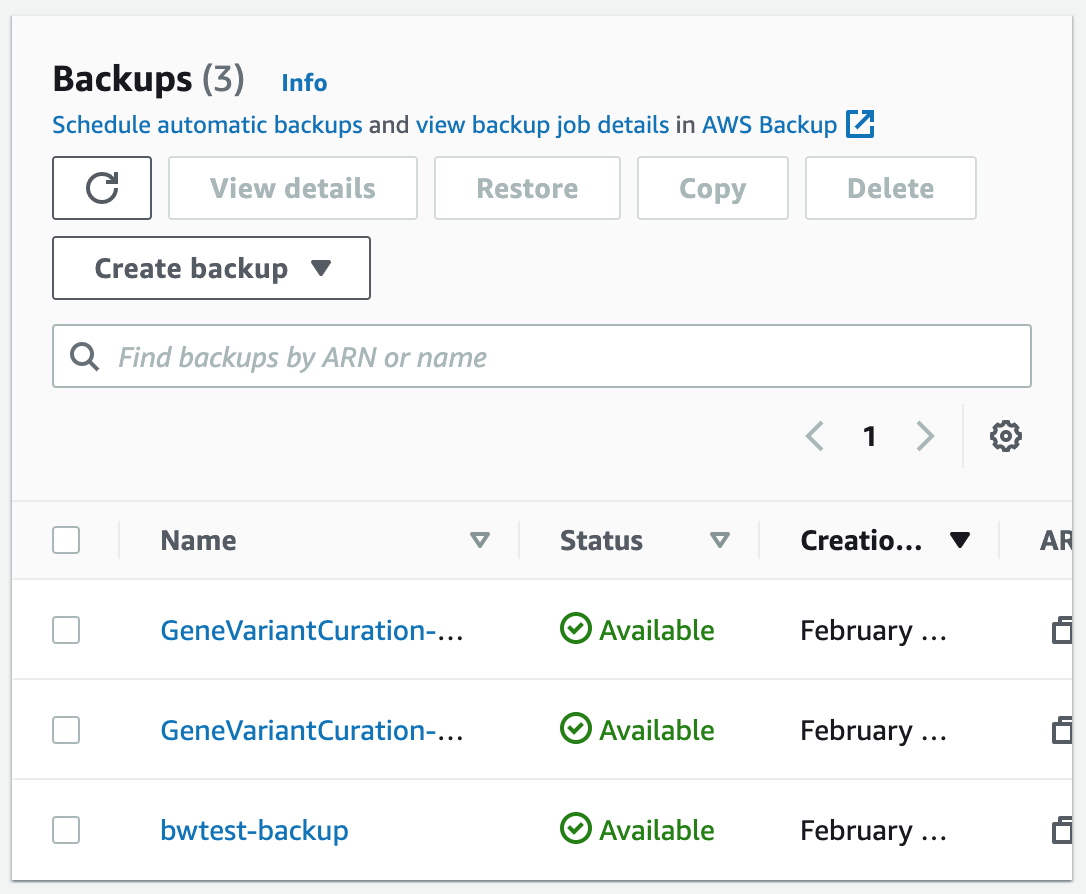 Backups (3) Info
Schedule automatic backups and view backup job details in AWS Backup
View details Restore Copy Delete
Create backup
Find backups by ARN or name
1
Name Status Creatio... AR
GeneVariantCuration-... Available February ...
GeneVariantCuration-... Available February ...
bwtest-backup Available February ...